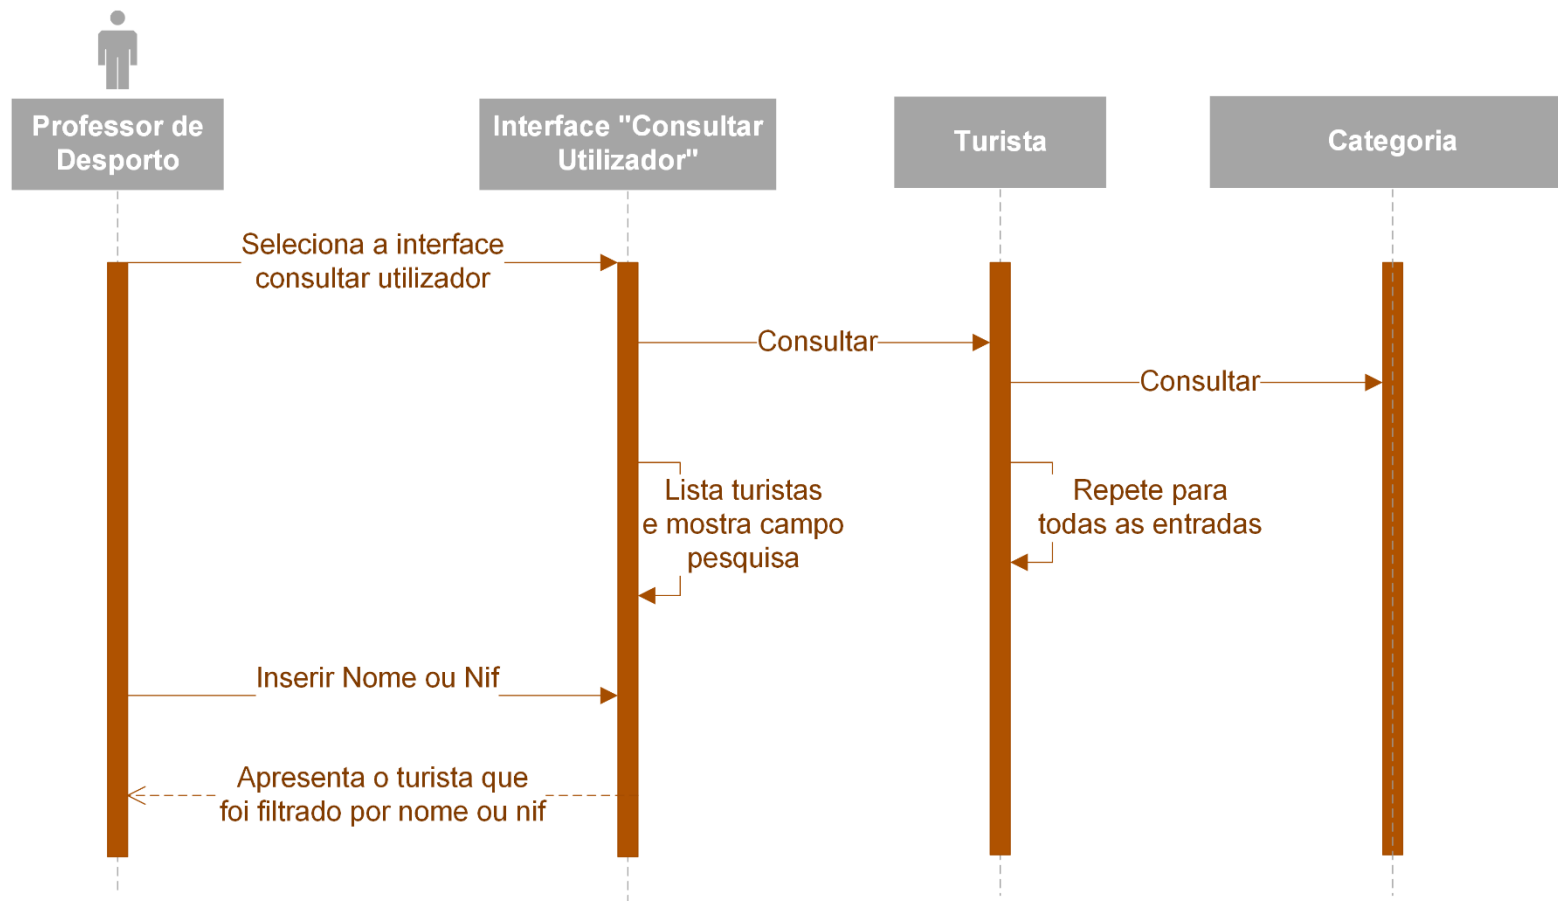 Professor de
Desporto
Interface "Consultar
Utilizador"
Turista
Categoria
Seleciona a interface
consultar utilizador
Consultar
Consultar
Lista turistas
e mostra campo
pesquisa
Repete para
todas as entradas
Inserir Nome ou Nif
Apresenta o turista que
foi filtrado por nome ou nif